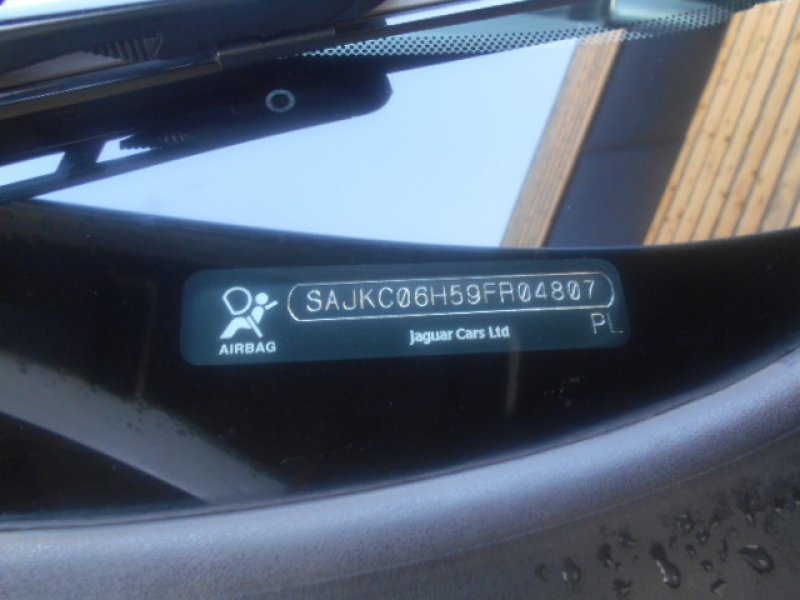 SAJKC06H59FR04807
AIRBAG
Jaguar Cars Ltd
PL